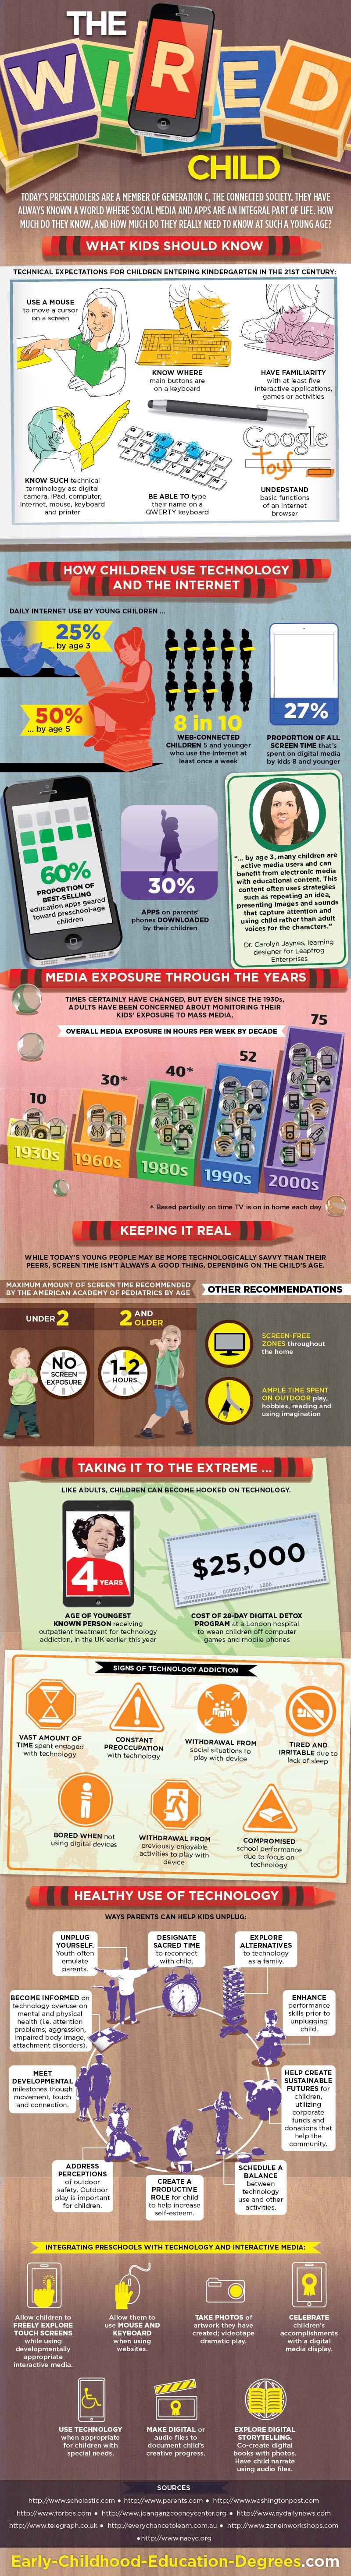 THE
WIRED
CHILD
TODAY'S PRESCHOOLERS ARE A MEMBER OF GENERATION C, THE CONNECTED SOCIETY. THEY HAVE
ALWAYS KNOWN A WORLD WHERE SOCIAL MEDIA AND APPS ARE AN INTEGRAL PART OF LIFE. HOW
MUCH DO THEY KNOW, AND HOW MUCH DO THEY REALLY NEED TO KNOW AT SUCH A YOUNG AGE?
WHAT KIDS SHOULD KNOW
TECHNICAL EXPECTATIONS FOR CHILDREN ENTERING KINDERGARTEN IN THE 21ST CENTURY:
USE A MOUSE
to move a cursor
on a screen
KNOW WHERE
main buttons are
on a keyboard
HAVE FAMILIARITY
with at least five
interactive applications,
games or activities
KNOW SUCH technical
terminology as: digital
camera, iPad, computer,
Internet, mouse, keyboard
and printer
BE ABLE TO type
their name on a
QWERTY keyboard
Google
Toys
UNDERSTAND
basic functions
of an Internet
browser
HOW CHILDREN USE TECHNOLOGY
AND THE INTERNET
DAILY INTERNET USE BY YOUNG CHILDREN ...
25%
... by age 3
50%
... by age 5
8 in 10
WEB-CONNECTED
CHILDREN 5 and younger
who use the Internet at
least once a week
27%
PROPORTION OF ALL
SCREEN TIME that's
spent on digital media
by kids 8 and younger
60%
PROPORTION OF
BEST-SELLING
education apps geared
toward preschool-age
children
30%
APPS on parents'
phones DOWNLOADED
by their children
"... by age 3, many children are
active media users and can
benefit from electronic media
with educational content. This
content often uses strategies
such as repeating an idea,
presenting images and sounds
that capture attention and
using child rather than adult
voices for the characters."
Dr. Carolyn Jaynes, learning
designer for Leapfrog
Enterprises
MEDIA EXPOSURE THROUGH THE YEARS
TIMES CERTAINLY HAVE CHANGED, BUT EVEN SINCE THE 1930s,
ADULTS HAVE BEEN CONCERNED ABOUT MONITORING THEIR
KIDS' EXPOSURE TO MASS MEDIA.
OVERALL MEDIA EXPOSURE IN HOURS PER WEEK BY DECADE
10
30*
40*
52
75
1930s
1960s
1980s
1990s
2000s
* Based partially on time TV is on in home each day
KEEPING IT REAL
WHILE TODAY'S YOUNG PEOPLE MAY BE MORE TECHNOLOGICALLY SAVVY THAN THEIR
PEERS, SCREEN TIME ISN'T ALWAYS A GOOD THING, DEPENDING ON THE CHILD'S AGE.
MAXIMUM AMOUNT OF SCREEN TIME RECOMMENDED
BY THE AMERICAN ACADEMY OF PEDIATRICS BY AGE
OTHER RECOMMENDATIONS
UNDER 2
NO
SCREEN
EXPOSURE
2 AND
OLDER
1-2
HOURS
SCREEN-FREE
ZONES throughout
the home
AMPLE TIME SPENT
ON OUTDOOR play,
hobbies, reading and
using imagination
TAKING IT TO THE EXTREME ...
LIKE ADULTS, CHILDREN CAN BECOME HOOKED ON TECHNOLOGY.
4 YEARS
AGE OF YOUNGEST
KNOWN PERSON receiving
outpatient treatment for technology
addiction, in the UK earlier this year
$25,000
COST OF 28-DAY DIGITAL DETOX
PROGRAM at a London hospital
to wean children off computer
games and mobile phones
SIGNS OF TECHNOLOGY ADDICTION
VAST AMOUNT OF
TIME spent engaged
with technology
CONSTANT
PREOCCUPATION
with technology
WITHDRAWAL FROM
social situations to
play with device
TIRED AND
IRRITABLE due to
lack of sleep
BORED WHEN not
using digital devices
WITHDRAWAL FROM
previously enjoyable
activities to play with
device
COMPROMISED
school performance
due to focus on
technology
HEALTHY USE OF TECHNOLOGY
WAYS PARENTS CAN HELP KIDS UNPLUG:
UNPLUG
YOURSELF.
Youth often
emulate
parents.
DESIGNATE
SACRED TIME
to reconnect
with child.
EXPLORE
ALTERNATIVES
to technology
as a family.
BECOME INFORMED on
technology overuse on
mental and physical
health (i.e. attention
problems, aggression,
impaired body image,
attachment disorders).
ENHANCE
performance
skills prior to
unplugging
child.
MEET
DEVELOPMENTAL
milestones though
movement, touch
and connection.
HELP CREATE
SUSTAINABLE
FUTURES for
children,
utilizing
corporate
funds and
donations that
help the
community.
ADDRESS
PERCEPTIONS
of outdoor
safety. Outdoor
play is important
for children.
CREATE A
PRODUCTIVE
ROLE for child
to help increase
self-esteem.
SCHEDULE A
BALANCE
between
technology
use and other
activities.
INTEGRATING PRESCHOOLS WITH TECHNOLOGY AND INTERACTIVE MEDIA:
Allow children to
FREELY EXPLORE
TOUCH SCREENS
while using
developmentally
appropriate
interactive media.
Allow them to
use MOUSE AND
KEYBOARD
when using
websites.
TAKE PHOTOS of
artwork they have
created; videotape
dramatic play.
CELEBRATE
children's
accomplishments
with a digital
media display.
USE TECHNOLOGY
when appropriate
for children with
special needs.
MAKE DIGITAL or
audio files to
document child's
creative progress.
EXPLORE DIGITAL
STORYTELLING.
Co-create digital
books with photos.
Have child narrate
using audio files.
SOURCES
http://www.scholastic.com • http://www.parents.com • http://www.washingtonpost.com
http://www.forbes.com • http://www.joanganzcooneycenter.org • http://www.nydailynews.com
http://www.telegraph.co.uk • http://everychancetolearn.com.au • http://www.zoneinworkshops.com
•http://www.naeyc.org
Early-Childhood-Education-Degrees.com